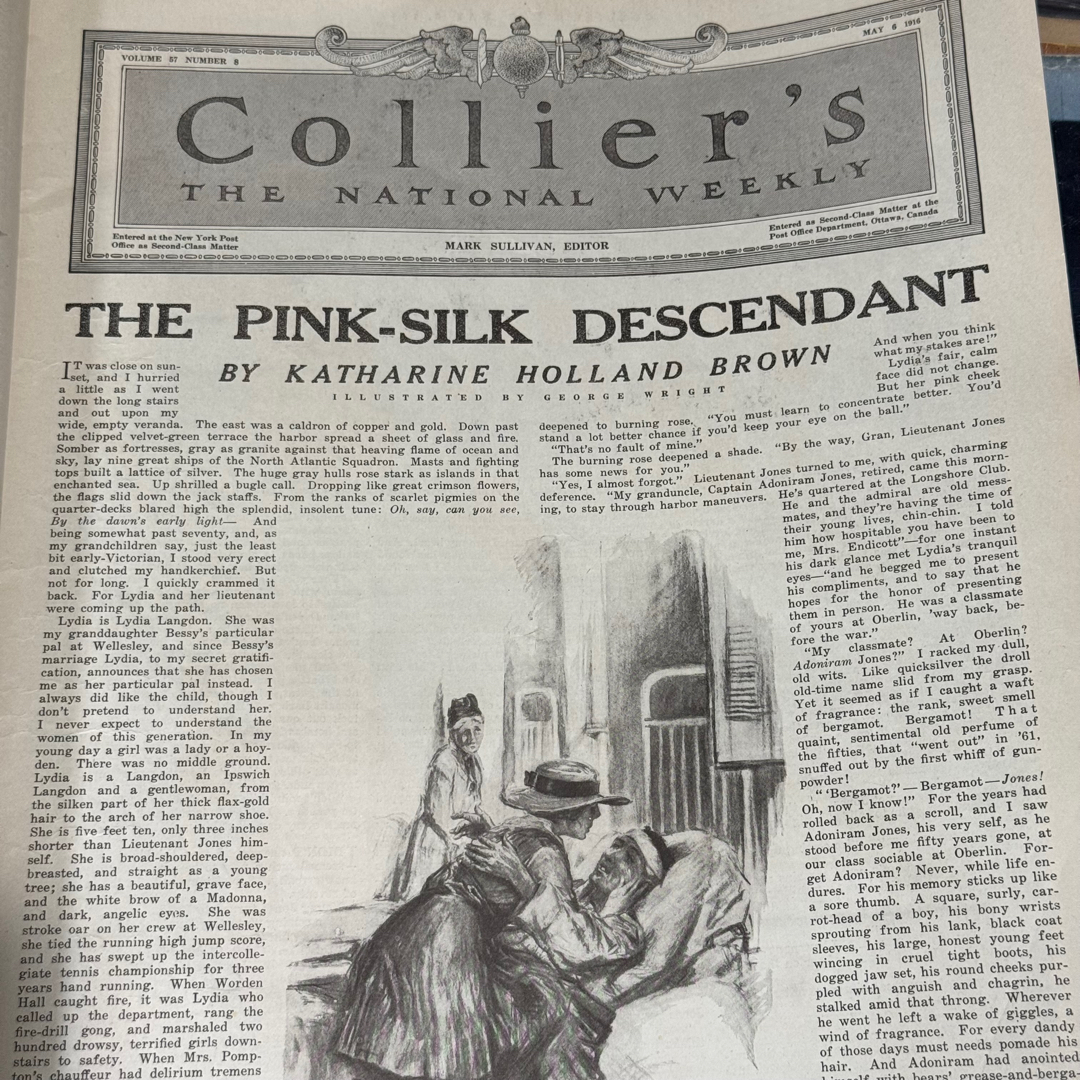 VOLUME 57 NUMBER 8
MAY 6 1916
Collier's
THE NATIONAL WEEKLY
Entered at the New York Post
Office as Second-Class Matter
MARK SULLIVAN, EDITOR
Entered as Second-Class Matter at the
Post Office Department, Ottawa, Canada
THE PINK-SILK DESCENDANT
BY KATHARINE HOLLAND BROWN
ILLUSTRATED BY GEORGE WRIGHT
IT was close on sun-
set, and I hurried
a little as I went
down the long stairs
and out upon my
wide, empty veranda. The east was a caldron of copper and gold. Down past
the clipped velvet-green terrace the harbor spread a sheet of glass and fire.
Somber as fortresses, gray as granite against that heaving flame of ocean and
sky, lay nine great ships of the North Atlantic Squadron. Masts and fighting
tops built a lattice of silver. The huge gray hulls rose stark as islands in that
enchanted sea. Up shrilled a bugle call. Dropping like great crimson flowers,
the flags slid down the jack staffs. From the ranks of scarlet pigmies on the
quarter-decks blared high the splendid, insolent tune: Oh, say, can you see,
By the dawn's early light— And
being somewhat past seventy, and, as
my grandchildren say, just the least
bit early-Victorian, I stood very erect
and clutched my handkerchief. But
not for long. I quickly crammed it
back. For Lydia and her lieutenant
were coming up the path.
Lydia is Lydia Langdon. She was
my granddaughter Bessy's particular
pal at Wellesley, and since Bessy's
marriage Lydia, to my secret gratifi-
cation, announces that she has chosen
me as her particular pal instead. I
always did like the child, though I
don't pretend to understand her.
I never expect to understand the
women of this generation. In my
young day a girl was a lady or a hoy-
den. There was no middle ground.
Lydia is a Langdon, an Ipswich
Langdon and a gentlewoman, from
the silken part of her thick flax-gold
hair to the arch of her narrow shoe.
She is five feet ten, only three inches
shorter than Lieutenant Jones him-
self. She is broad-shouldered, deep-
breasted, and straight as a young
tree; she has a beautiful, grave face,
and the white brow of a Madonna,
and dark, angelic eyes. She was
stroke oar on her crew at Wellesley,
she tied the running high jump score,
and she has swept up the intercolle-
giate tennis championship for three
years hand running. When Worden
Hall caught fire, it was Lydia who
called up the department, rang the
fire-drill gong, and marshaled two
hundred drowsy, terrified girls down-
stairs to safety. When Mrs. Pomp-
ton's chauffeur had delirium tremens
And when you think
what my stakes are!"
Lydia's fair, calm
face did not change.
But her pink cheek
deepened to burning rose. "You must learn to concentrate better. You'd
stand a lot better chance if you'd keep your eye on the ball."
"That's no fault of mine."
The burning rose deepened a shade. "By the way, Gran, Lieutenant Jones
has some news for you."
"Yes, I almost forgot." Lieutenant Jones turned to me, with quick, charming
deference. "My granduncle, Captain Adoniram Jones, retired, came this morn-
ing, to stay through harbor maneuvers. He's quartered at the Longshore Club.
He and the admiral are old mess-
mates, and they're having the time of
their young lives, chin-chin. I told
him how hospitable you have been to
me, Mrs. Endicott"—for one instant
his dark glance met Lydia's tranquil
eyes—"and he begged me to present
his compliments, and to say that he
hopes for the honor of presenting
them in person. He was a classmate
of yours at Oberlin, 'way back, be-
fore the war."
"My classmate? At Oberlin?
Adoniram Jones?" I racked my dull,
old wits. Like quicksilver the droll
old-time name slid from my grasp.
Yet it seemed as if I caught a waft
of fragrance: the rank, sweet smell
of bergamot. Bergamot! That
quaint, sentimental old perfume of
the fifties, that "went out" in '61,
snuffed out by the first whiff of gun-
powder!
"'Bergamot?'—Bergamot—Jones!
Oh, now I know!" For the years had
rolled back as a scroll, and I saw
Adoniram Jones, his very self, as he
stood before me fifty years gone, at
our class sociable at Oberlin. For-
get Adoniram? Never, while life en-
dures. For his memory sticks up like
a sore thumb. A square, surly, car-
rot-head of a boy, his bony wrists
sprouting from his lank, black coat
sleeves, his large, honest young feet
wincing in cruel tight boots, his
dogged jaw set, his round cheeks pur-
pled with anguish and chagrin, he
stalked amid that throng. Wherever
he went he left a wake of giggles, a
wind of fragrance. For every dandy
of those days must needs pomade his
hair. And Adoniram had anointed
himself with bears' grease-and-berga-